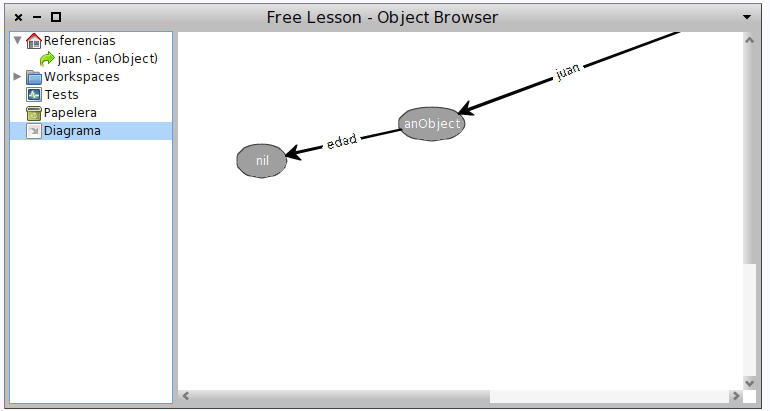 Free Lesson - Object Browser
Referencias
juan - (anObject)
Workspaces
Tests
Papelera
Diagrama
juan
anObject
edad
nil